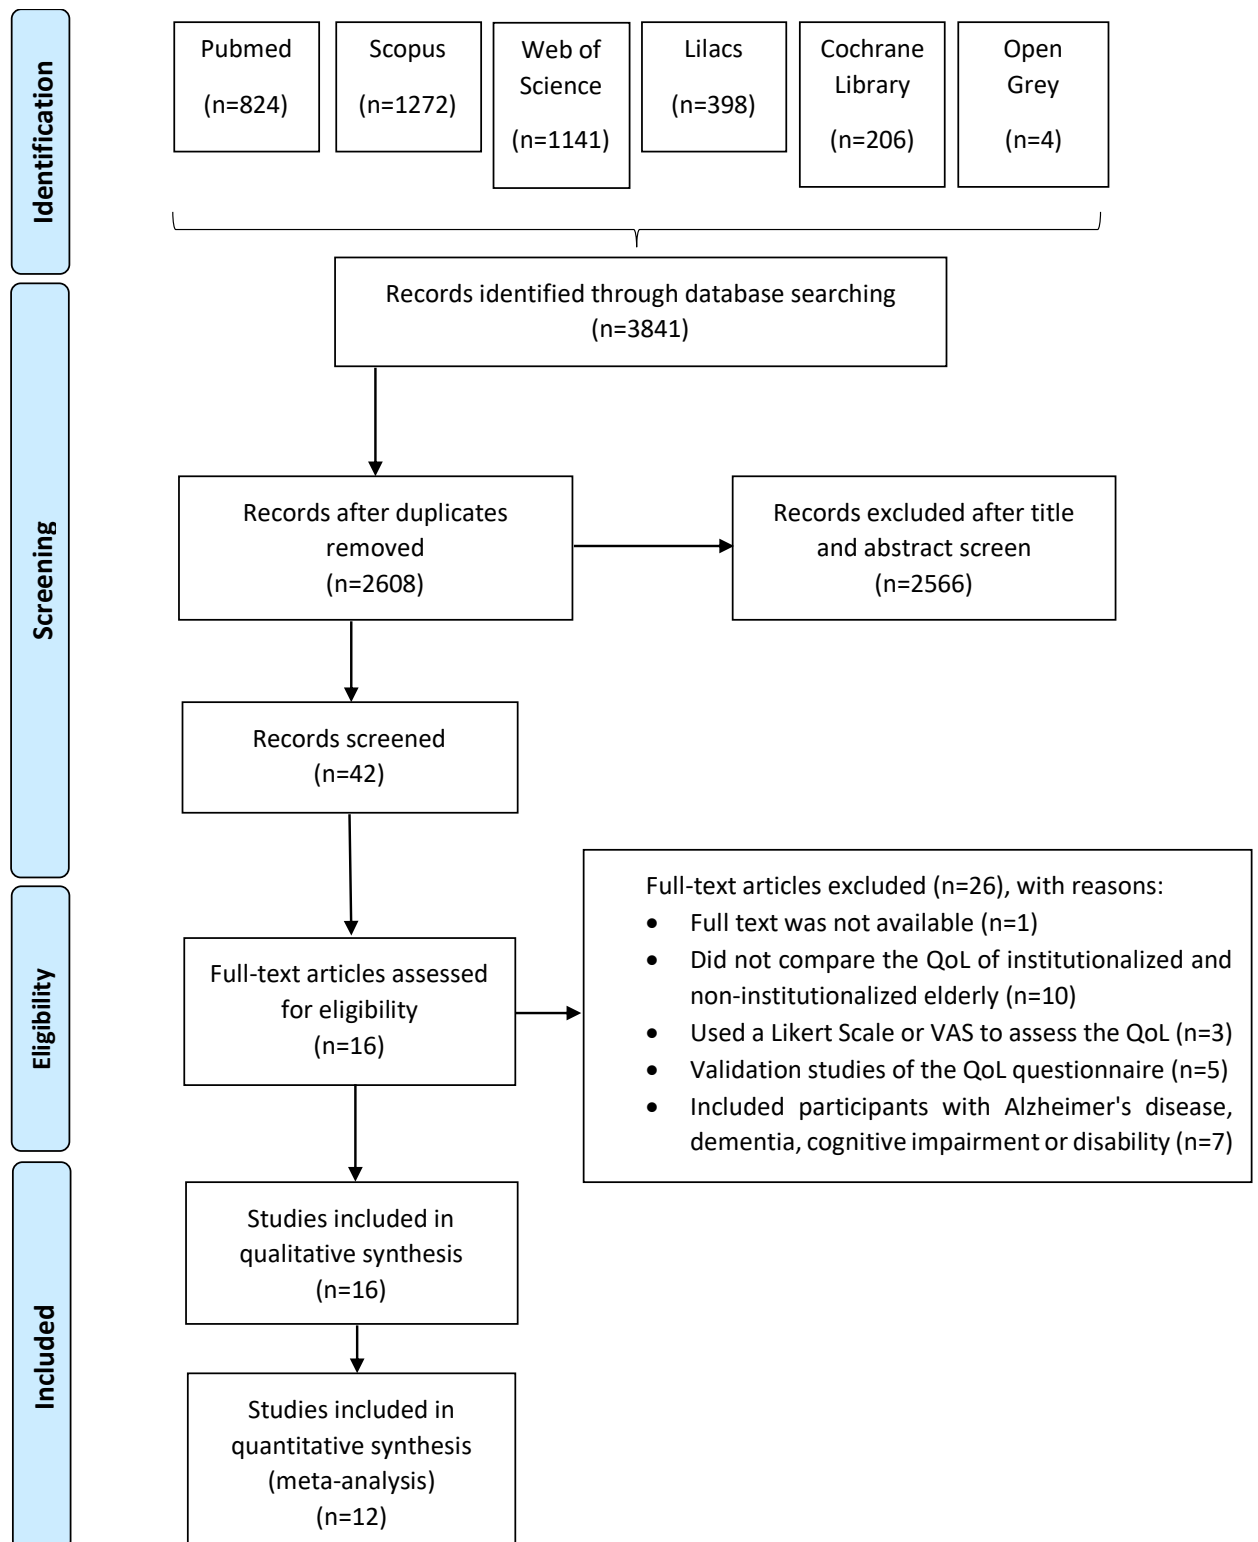 Identification
Pubmed
(n=824)
Scopus
(n=1272)
Web of
Science
(n=1141)
Lilacs
(n=398)
Cochrane
Library
(n=206)
Open
Grey
(n=4)
Records identified through database searching
(n=3841)
Screening
Records after duplicates
removed
(n=2608)
Records excluded after title
and abstract screen
(n=2566)
Records screened
(n=42)
Eligibility
Full-text articles assessed
for eligibility
(n=16)
Full-text articles excluded (n=26), with reasons:
• Full text was not available (n=1)
• Did not compare the QoL of institutionalized and
non-institutionalized elderly (n=10)
• Used a Likert Scale or VAS to assess the QoL (n=3)
• Validation studies of the QoL questionnaire (n=5)
• Included participants with Alzheimer's disease,
dementia, cognitive impairment or disability (n=7)
Included
Studies included in
qualitative synthesis
(n=16)
Studies included in
quantitative synthesis
(meta-analysis)
(n=12)